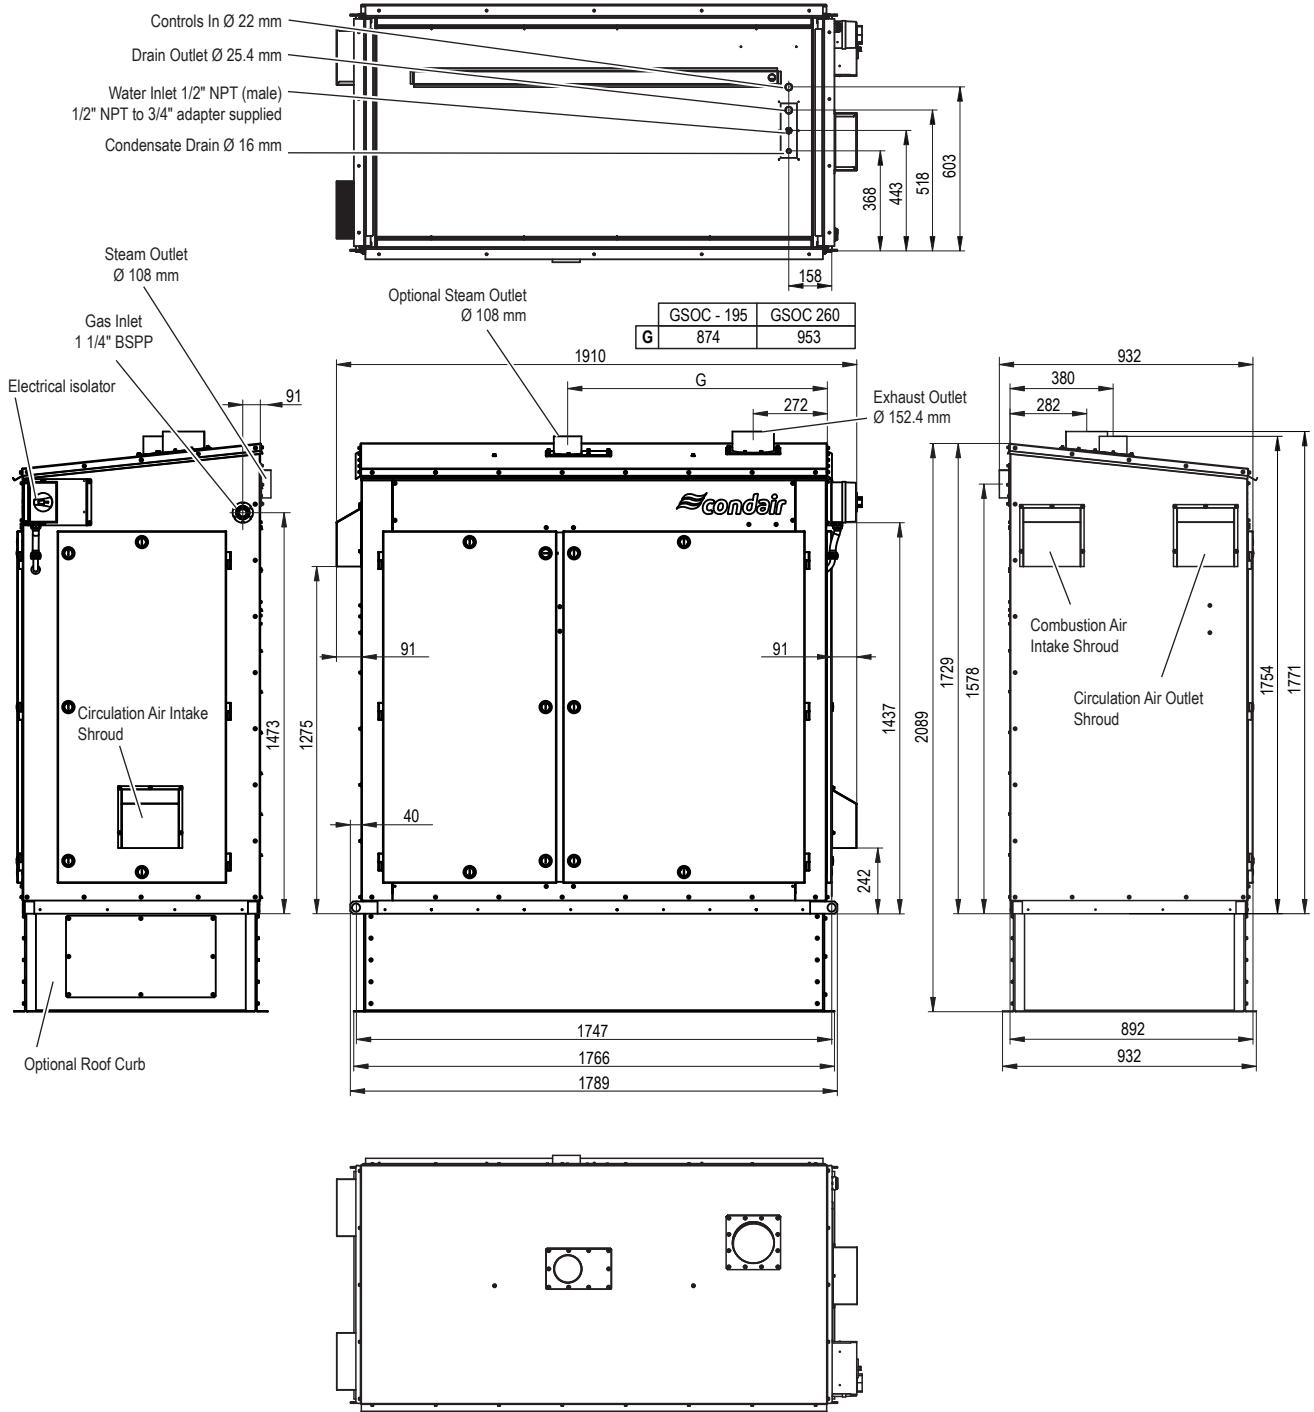 Controls In Ø 22 mm
Drain Outlet Ø 25.4 mm
Water Inlet 1/2" NPT (male)
1/2" NPT to 3/4" adapter supplied
Condensate Drain Ø 16 mm
368
443
518
603
158
Steam Outlet
Ø 108 mm
Gas Inlet
1 1/4" BSPP
Electrical isolator
91
Optional Steam Outlet
Ø 108 mm
GSOC - 195 GSOC 260
G 874 953
1910
G
272
Exhaust Outlet
Ø 152.4 mm
932
380
282
condair
Circulation Air Intake
Shroud
1473
1275
91
91
40
1437
242
2089
1729
1578
Combustion Air
Intake Shroud
Circulation Air Outlet
Shroud
1754
1771
Optional Roof Curb
1747
1766
1789
892
932